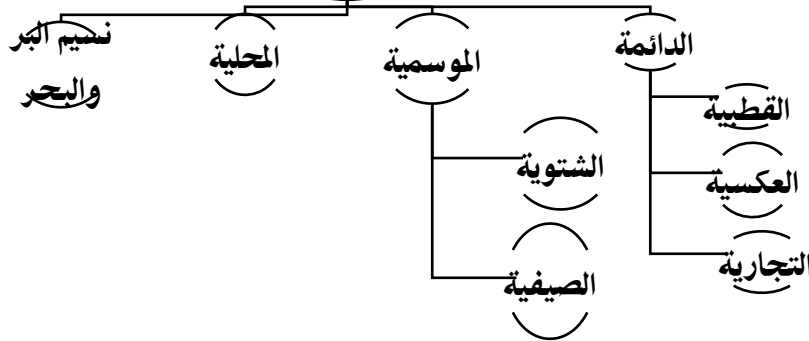 الدائمة
القطبية
العكسية
التجارية
الموسمية
الشتوية
الصيفية
المحلية
نسيم البر
والبحر